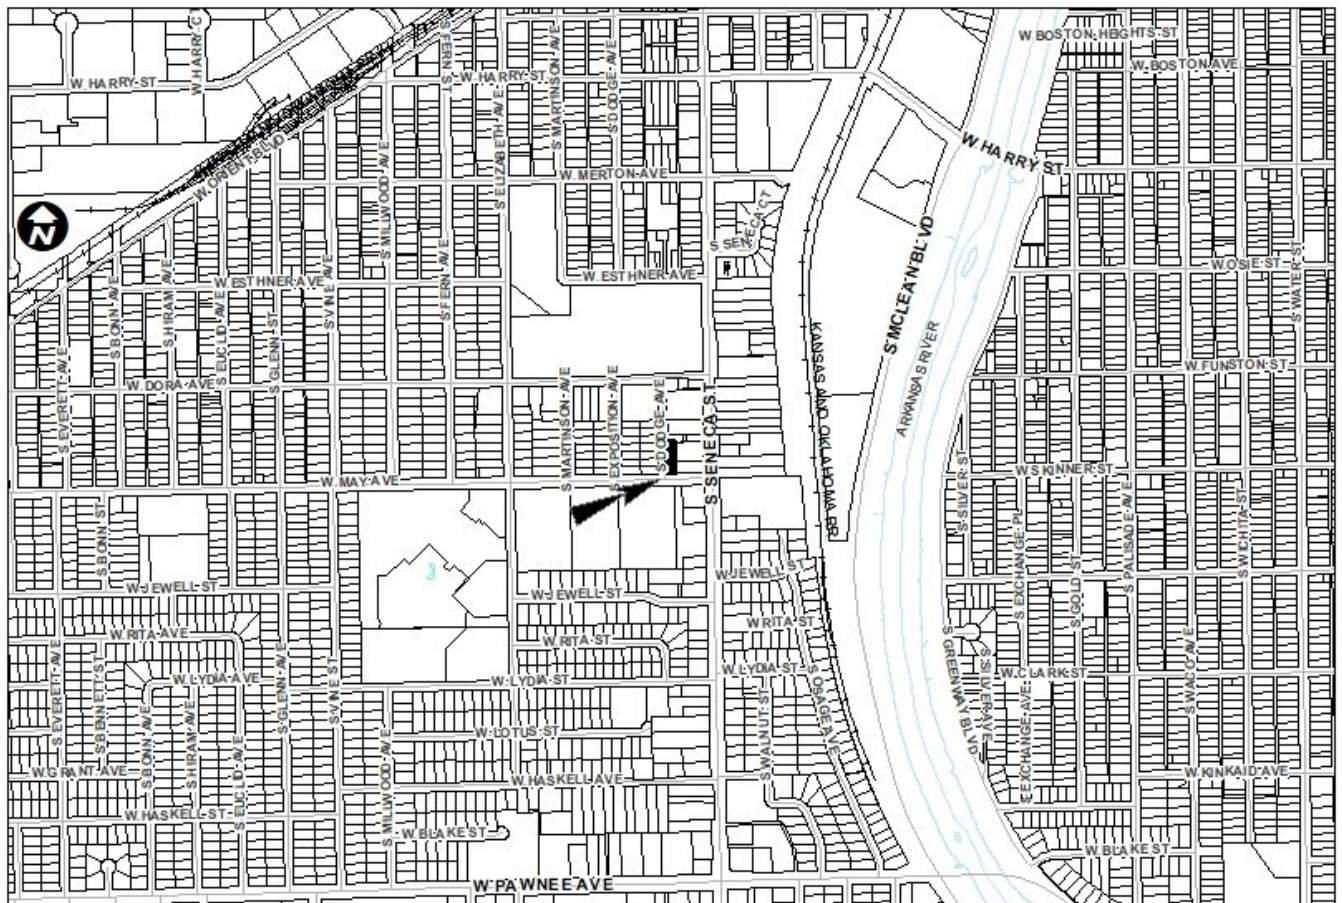 W BOSTON HEIGHTS ST
W HARRY CT
S FERN ST
S MARTINSON AVE
S DODGE AVE
W HARRY ST
W HARRY ST
W BOSTON AVE
S ELIZABETH AVE
W ORIENT BLVD
S MILLWOOD AVE
W HARRY ST
W MERTON AVE
N
S SENECA CT
S MCLEAN BLVD
S FERN AVE
S BONN AVE
S HIRAM AVE
W ESTHNER AVE
S VINE AVE
W ESTHNER AVE
W OSIE ST
S WATER ST
S EUCLID AVE
S GLENN ST
KANSAS AND OKLAHOMA RR
ARKANSAS RIVER
S EVERETT AVE
W DORA AVE
W FUNSTON ST
S MARTINSON AVE
S EXPOSITION AVE
S DODGE AVE
S SENECA ST
W MAY AVE
W SKINNER ST
S SILVER ST
S EXCHANGE PL
S PALISADE AVE
S WICHITA ST
S BONN ST
W JEWELL ST
W JEWELL ST
W JEWELL ST
S GOLD ST
W RITA AVE
W RITA ST
W RITA ST
S EVERETT AVE
S BENNETT ST
W LYDIA AVE
S GLENN AVE
S VINE ST
W LYDIA ST
W LYDIA ST
S OSAGE AVE
S GREENWAY BLVD
S SILVER AVE
W CLARK ST
S WACO AVE
S BONN AVE
S HIRAM AVE
S EUCLID AVE
S MILLWOOD AVE
W LOTUS ST
S WALNUT ST
S EXCHANGE AVE
W GRANT AVE
W HASKELL AVE
W KINKAID AVE
W HASKELL ST
W BLAKE ST
W BLAKE ST
W PAWNEE AVE